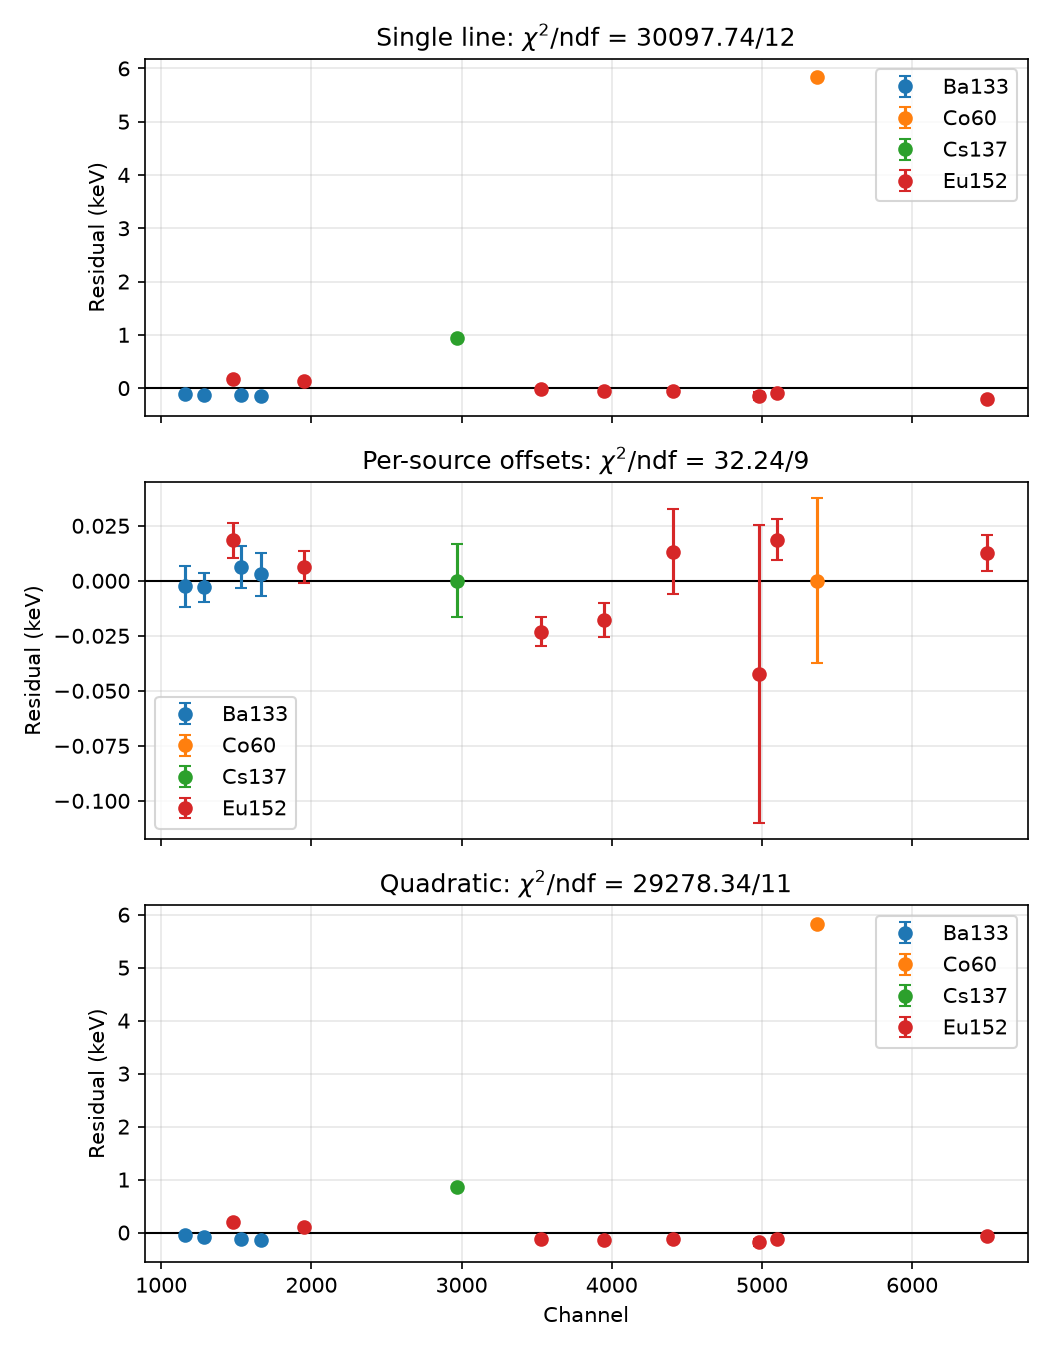 Single line: χ²/ndf = 30097.74/12
Residual (keV)
6
5
4
3
2
1
0
Ba133
Co60
Cs137
Eu152
Per-source offsets: χ²/ndf = 32.24/9
Residual (keV)
0.025
0.000
−0.025
−0.050
−0.075
−0.100
Ba133
Co60
Cs137
Eu152
Quadratic: χ²/ndf = 29278.34/11
Residual (keV)
6
5
4
3
2
1
0
Ba133
Co60
Cs137
Eu152
1000 2000 3000 4000 5000 6000
Channel